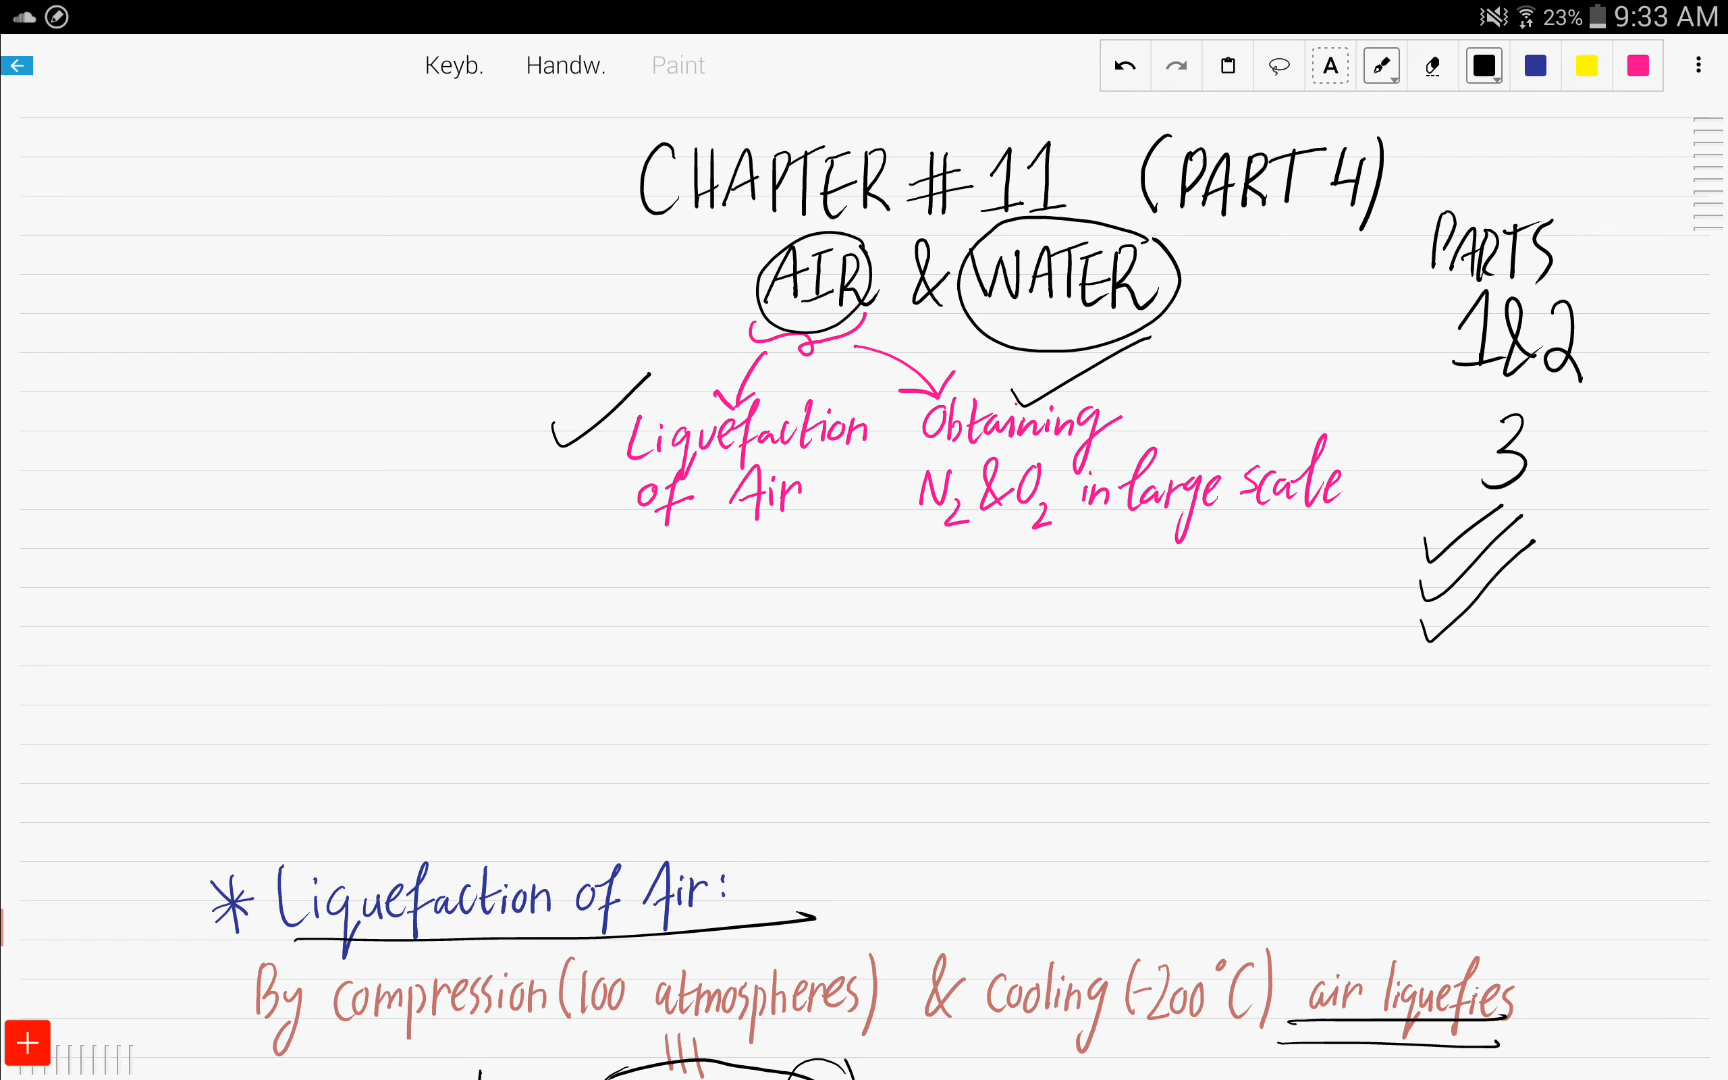 23% 9:33 AM
Keyb. Handw. Paint A
CHAPTER # 11 (PART 4)
AIR & WATER
PARTS
1&2
3
Liquefaction
of Air
Obtaining
N₂ & O₂ in large scale
* Liquefaction of Air:
By compression (100 atmospheres) & cooling (-200°C) air liquefies